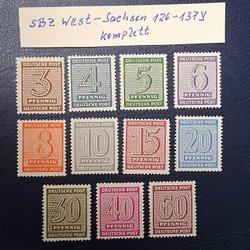 SBZ West-Sachsen 126-137Y
komplett
DEUTSCHE POST
3
PFENNIG
DEUTSCHE POST
4
PFENNIG
DEUTSCHE POST
5
PFENNIG
DEUTSCHE POST
6
PFENNIG
DEUTSCHE POST
8
PFENNIG
DEUTSCHE POST
10
PFENNIG
DEUTSCHE POST
15
PFENNIG
DEUTSCHE POST
20
PFENNIG
DEUTSCHE POST
30
PFENNIG
DEUTSCHE POST
40
PFENNIG
DEUTSCHE POST
60
PFENNIG